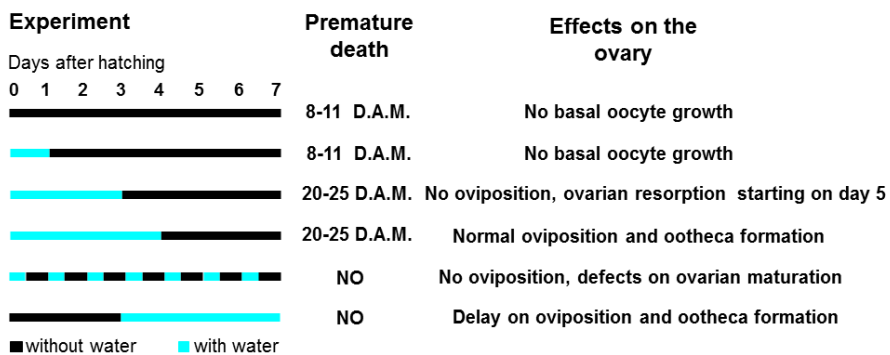 Experiment
Premature
death
Effects on the
ovary
Days after hatching
0 1 2 3 4 5 6 7
8-11 D.A.M. No basal oocyte growth
8-11 D.A.M. No basal oocyte growth
20-25 D.A.M. No oviposition, ovarian resorption starting on day 5
20-25 D.A.M. Normal oviposition and ootheca formation
NO No oviposition, defects on ovarian maturation
NO Delay on oviposition and ootheca formation
without water with water